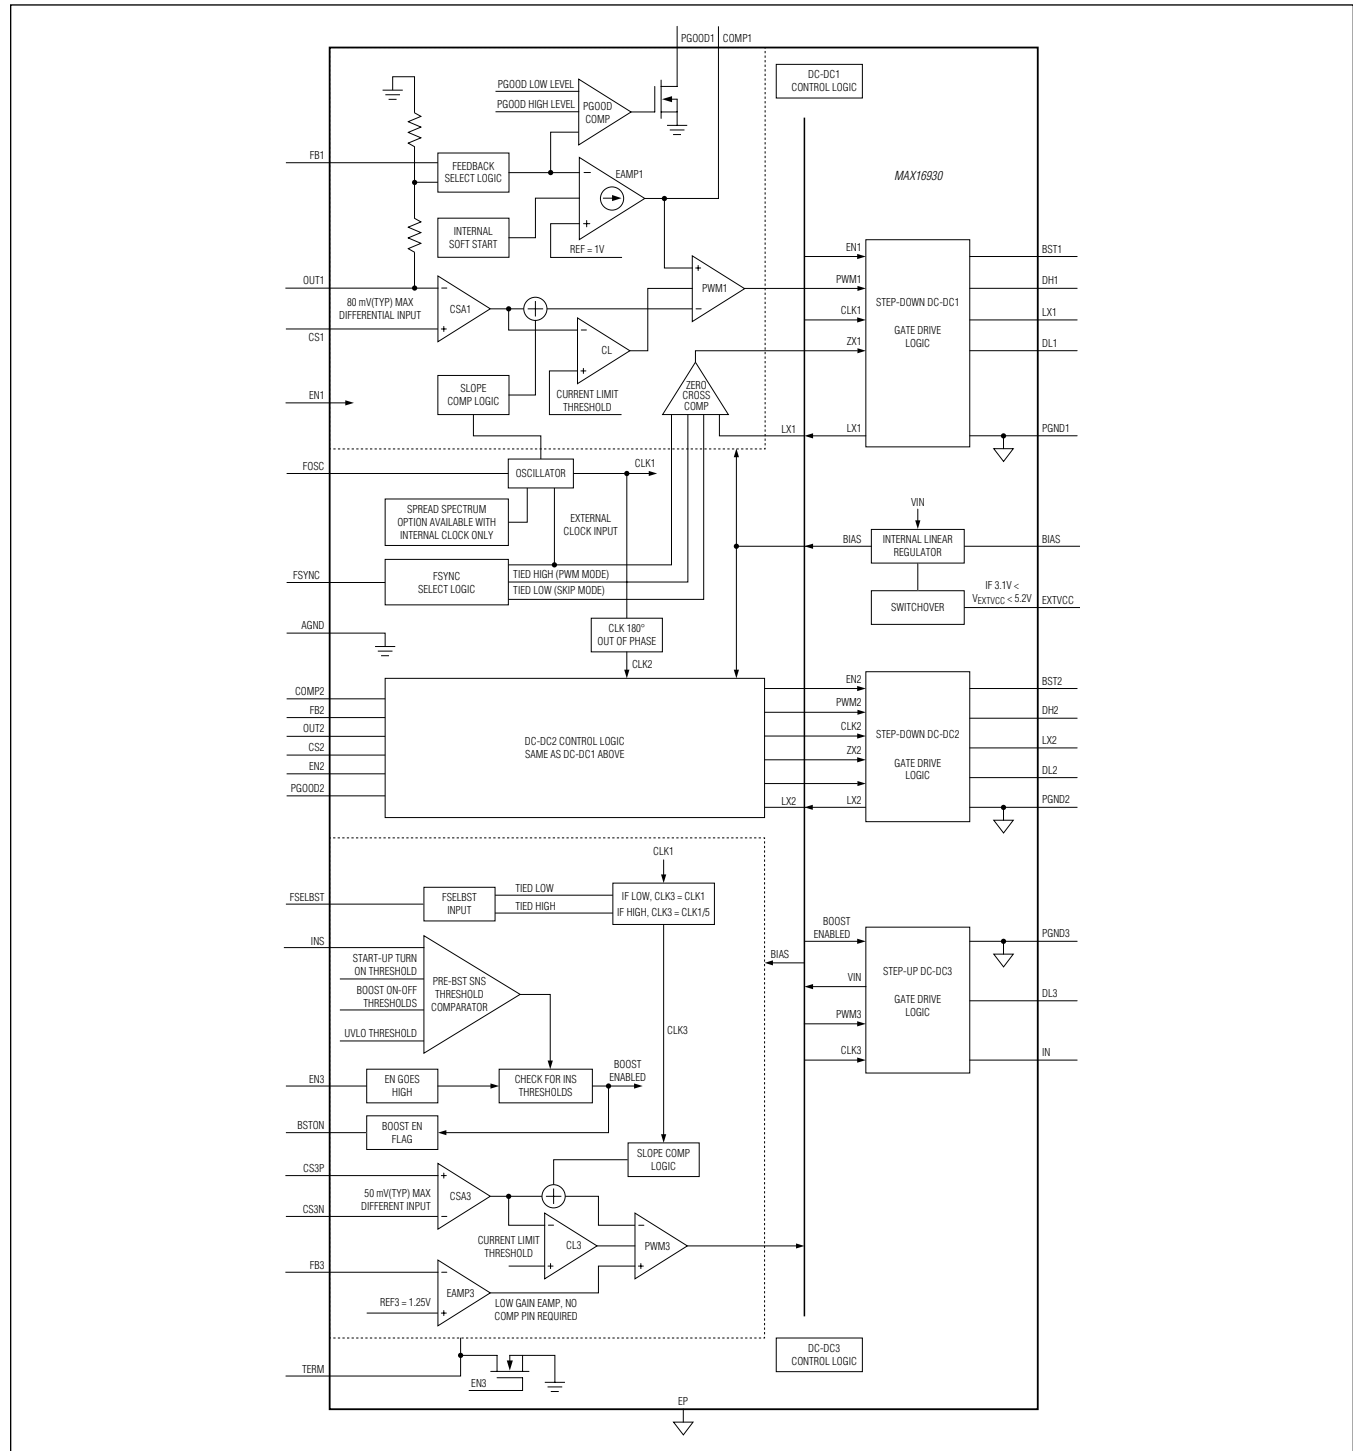 PGOOD1 COMP1
PGOOD LOW LEVEL
PGOOD HIGH LEVEL
PGOOD
COMP
DC-DC1
CONTROL LOGIC
FB1
FEEDBACK
SELECT LOGIC
EAMP1
MAX16930
INTERNAL
SOFT START
REF = 1V
OUT1
80 mV(TYP) MAX
DIFFERENTIAL INPUT
CS1
CSA1
PWM1
CL
SLOPE
COMP LOGIC
CURRENT LIMIT
THRESHOLD
ZERO
CROSS
COMP
EN1
LX1
EN1
PWM1
CLK1
ZX1
LX1
STEP-DOWN DC-DC1
GATE DRIVE
LOGIC
BST1
DH1
LX1
DL1
PGND1
FOSC
OSCILLATOR
CLK1
SPREAD SPECTRUM
OPTION AVAILABLE WITH
INTERNAL CLOCK ONLY
EXTERNAL
CLOCK INPUT
VIN
BIAS
INTERNAL LINEAR
REGULATOR
BIAS
FSYNC
FSYNC
SELECT LOGIC
TIED HIGH (PWM MODE)
TIED LOW (SKIP MODE)
SWITCHOVER
IF 3.1V <
VEXTVCC < 5.2V
EXTVCC
AGND
CLK 180°
OUT OF PHASE
CLK2
COMP2
FB2
OUT2
CS2
EN2
PGOOD2
DC-DC2 CONTROL LOGIC
SAME AS DC-DC1 ABOVE
LX2
EN2
PWM2
CLK2
ZX2
LX2
STEP-DOWN DC-DC2
GATE DRIVE
LOGIC
BST2
DH2
LX2
DL2
PGND2
CLK1
FSELBST
FSELBST
INPUT
TIED LOW
TIED HIGH
IF LOW, CLK3 = CLK1
IF HIGH, CLK3 = CLK1/5
INS
START-UP TURN
ON THRESHOLD
BOOST ON-OFF
THRESHOLDS
UVLO THRESHOLD
PRE-BST SNS
THRESHOLD
COMPARATOR
BIAS
BOOST
ENABLED
VIN
PWM3
CLK3
STEP-UP DC-DC3
GATE DRIVE
LOGIC
PGND3
DL3
IN
CLK3
EN3
EN GOES
HIGH
CHECK FOR INS
THRESHOLDS
BOOST
ENABLED
BSTON
BOOST EN
FLAG
SLOPE COMP
LOGIC
CS3P
50 mV(TYP) MAX
DIFFERENT INPUT
CS3N
CSA3
CURRENT LIMIT
THRESHOLD
CL3
PWM3
FB3
REF3 = 1.25V
EAMP3
LOW GAIN EAMP, NO
COMP PIN REQUIRED
DC-DC3
CONTROL LOGIC
TERM
EN3
EP